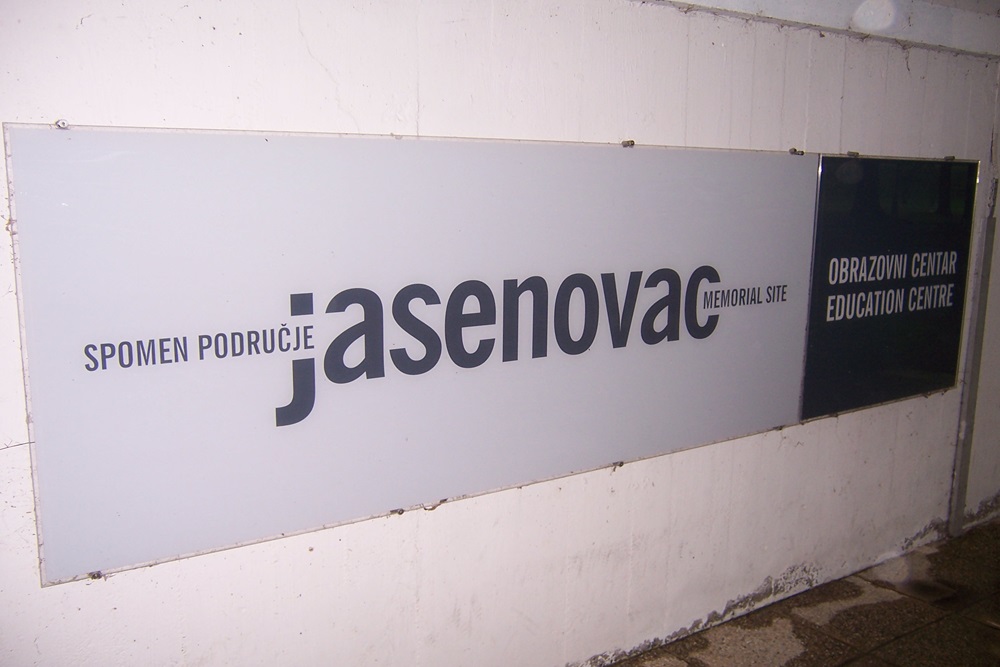 SPOMEN PODRUČJE jasenovac MEMORIAL SITE
OBRAZOVNI CENTAR
EDUCATION CENTRE